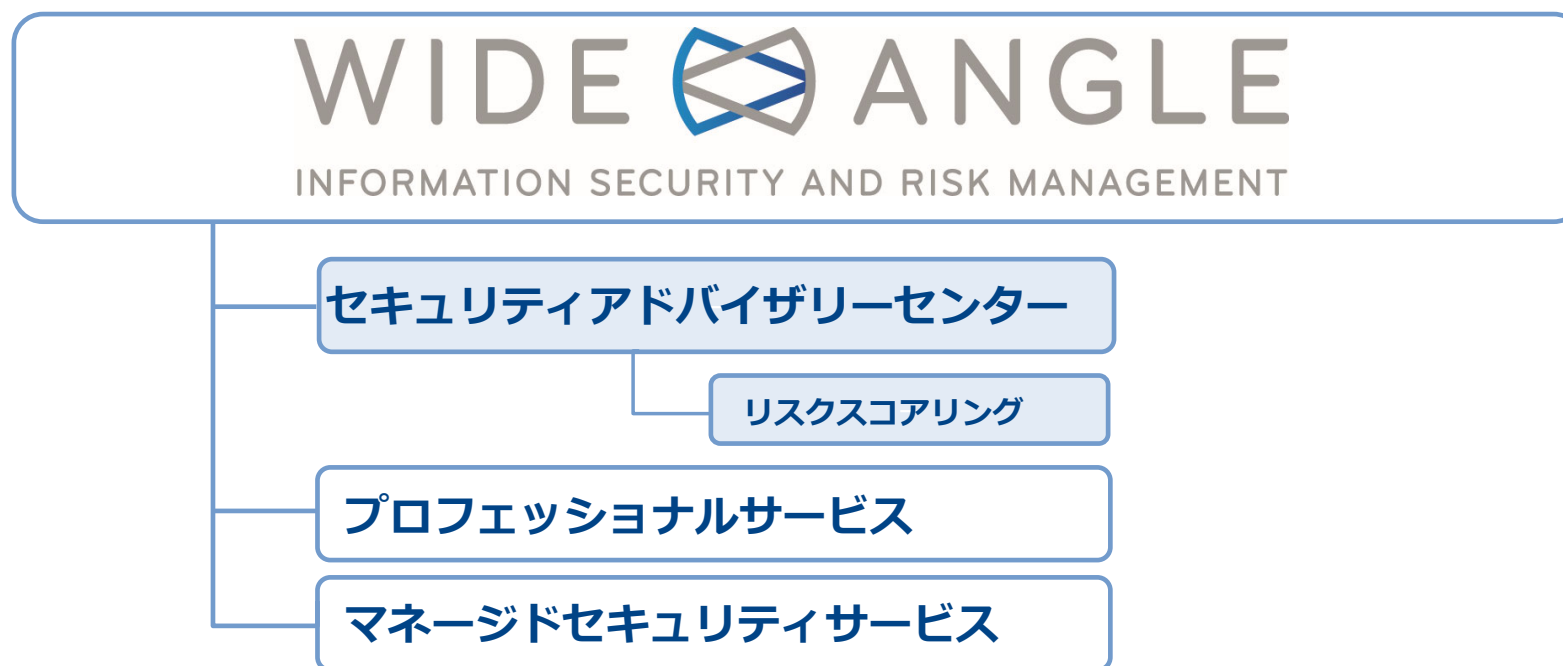 WIDE ANGLE
INFORMATION SECURITY AND RISK MANAGEMENT
セキュリティアドバイザリーセンター
リスクスコアリング
プロフェッショナルサービス
マネージドセキュリティサービス